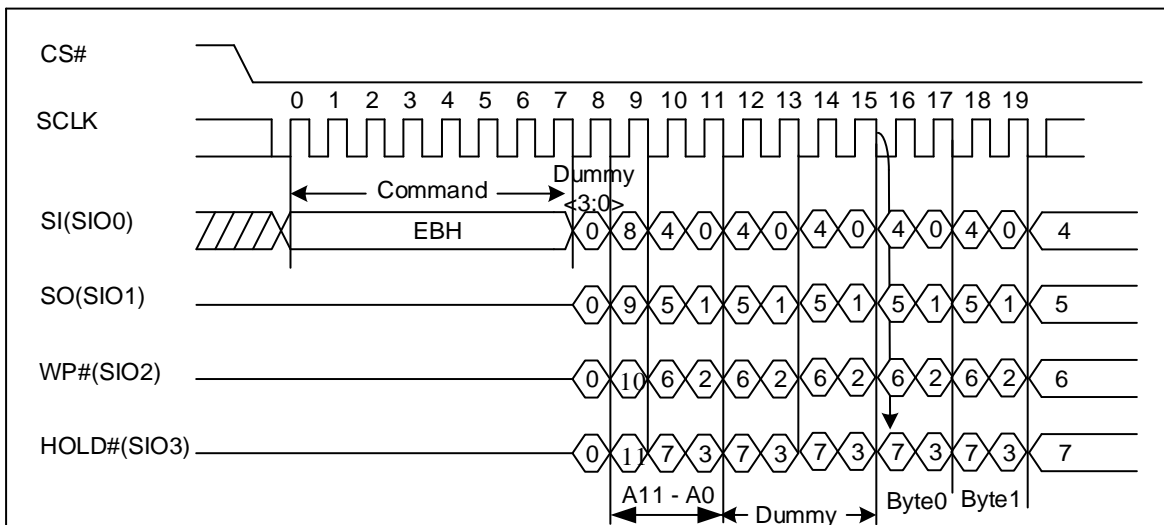 CS#
0 1 2 3 4 5 6 7 8 9 10 11 12 13 14 15 16 17 18 19
SCLK
Command
Dummy
<3:0>
SI(SIO0)
EBH 0 8 4 0 4 0 4 0 4 0 4 0 4
SO(SIO1)
0 9 5 1 5 1 5 1 5 1 5 1 5
WP#(SIO2)
0 10 6 2 6 2 6 2 6 2 6 2 6
HOLD#(SIO3)
0 11 7 3 7 3 7 3 7 3 7 3 7
A11 - A0 Dummy Byte0 Byte1